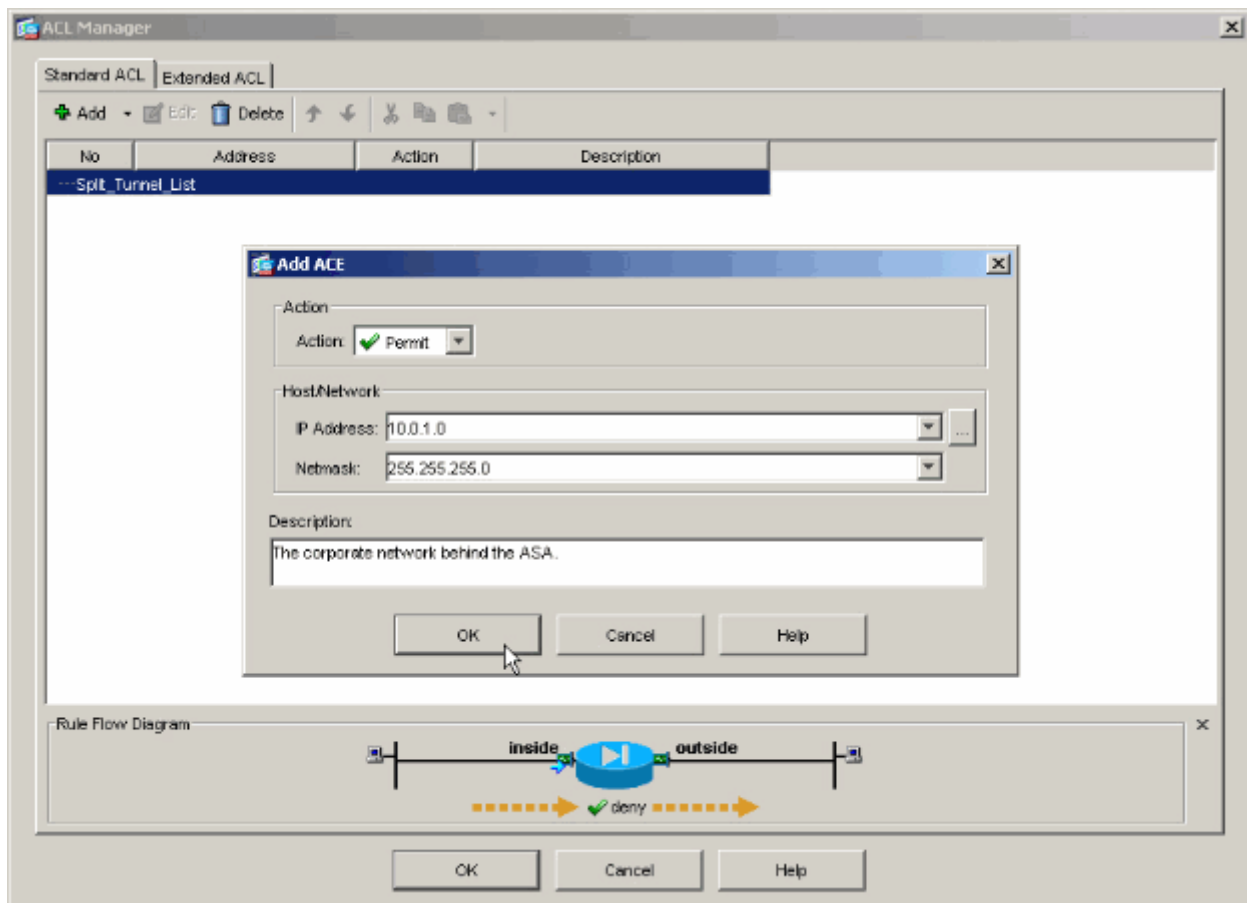 ACL Manager
Standard ACL Extended ACL
Add Edit Delete
No Address Action Description
Split_Tunnel_List
Add ACE
Action
Action: Permit
Host/Network
IP Address: 10.0.1.0 ...
Netmask: 255.255.255.0
Description:
The corporate network behind the ASA.
OK Cancel Help
Rule Flow Diagram
inside outside
deny
OK Cancel Help